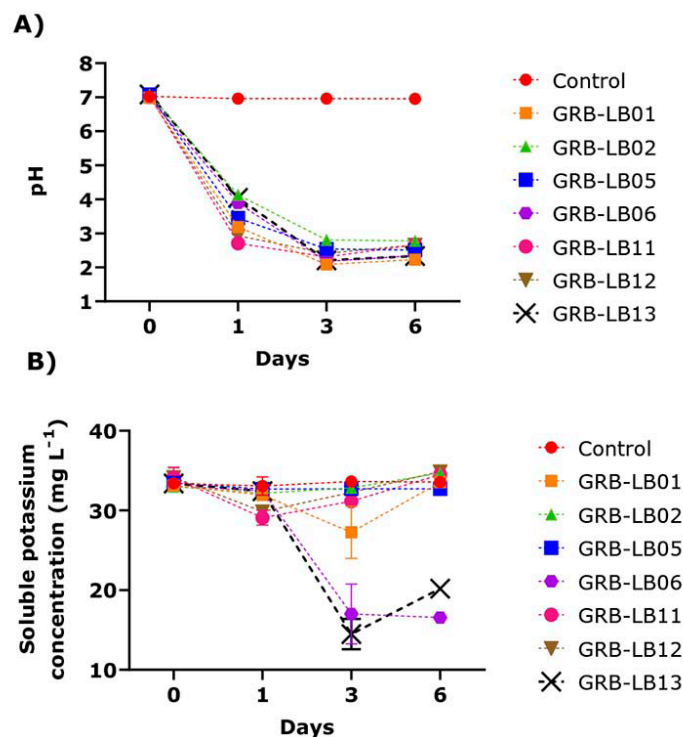 A)
8
7
6
5
4
3
2
1
pH
0 1 3 6
Days
Control
GRB-LB01
GRB-LB02
GRB-LB05
GRB-LB06
GRB-LB11
GRB-LB12
GRB-LB13
B)
40
30
20
10
Soluble potassium
concentration (mg L⁻¹)
0 1 3 6
Days
Control
GRB-LB01
GRB-LB02
GRB-LB05
GRB-LB06
GRB-LB11
GRB-LB12
GRB-LB13